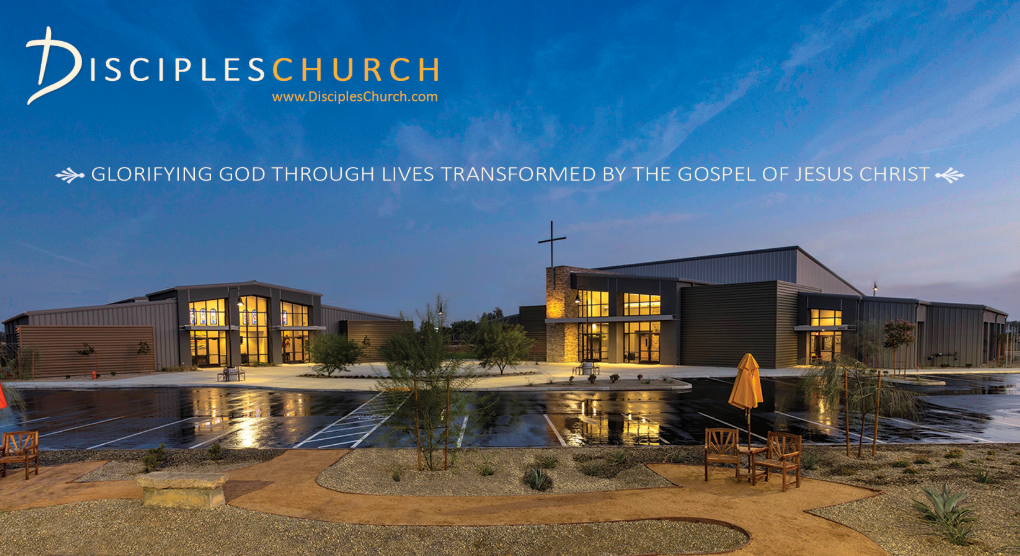 DISCIPLESCHURCH
www.DisciplesChurch.com
GLORIFYING GOD THROUGH LIVES TRANSFORMED BY THE GOSPEL OF JESUS CHRIST